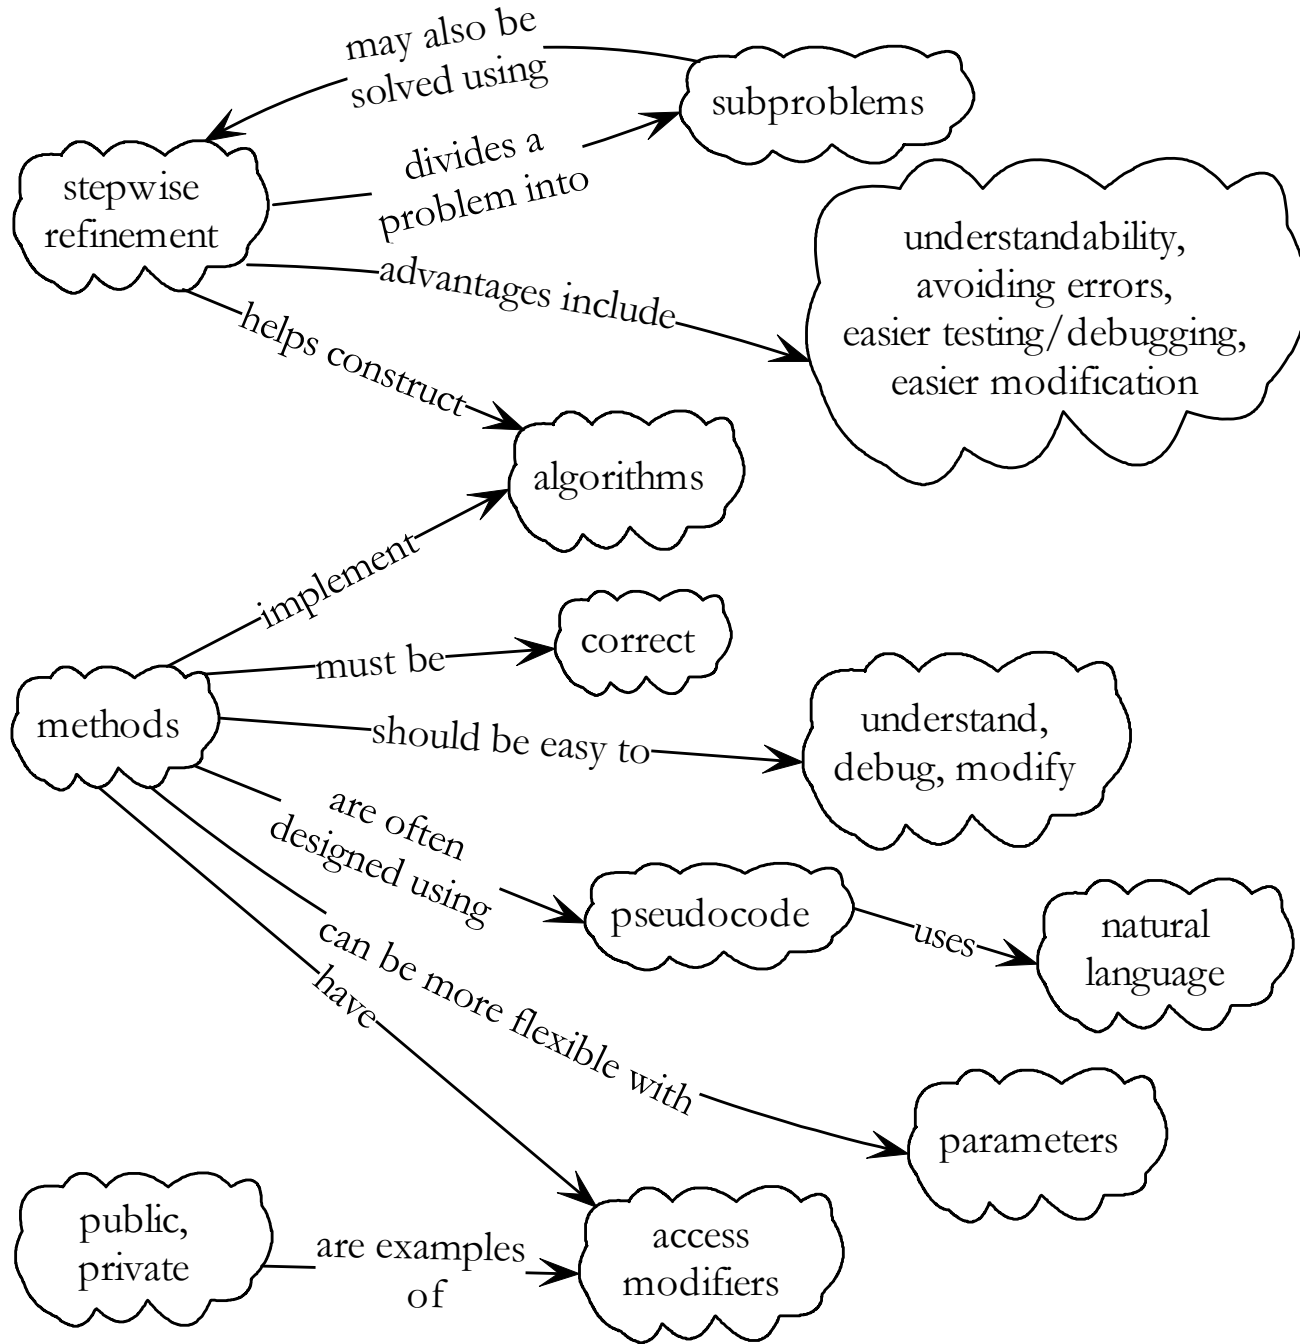 may also be
solved using
subproblems
divides a
problem into
stepwise
refinement
understandability,
avoiding errors,
easier testing/debugging,
easier modification
advantages include
helps construct
algorithms
implement
correct
must be
methods
should be easy to
understand,
debug, modify
are often
designed using
pseudocode
uses
natural
language
can be more flexible with
have
parameters
public,
private
are examples
of
access
modifiers